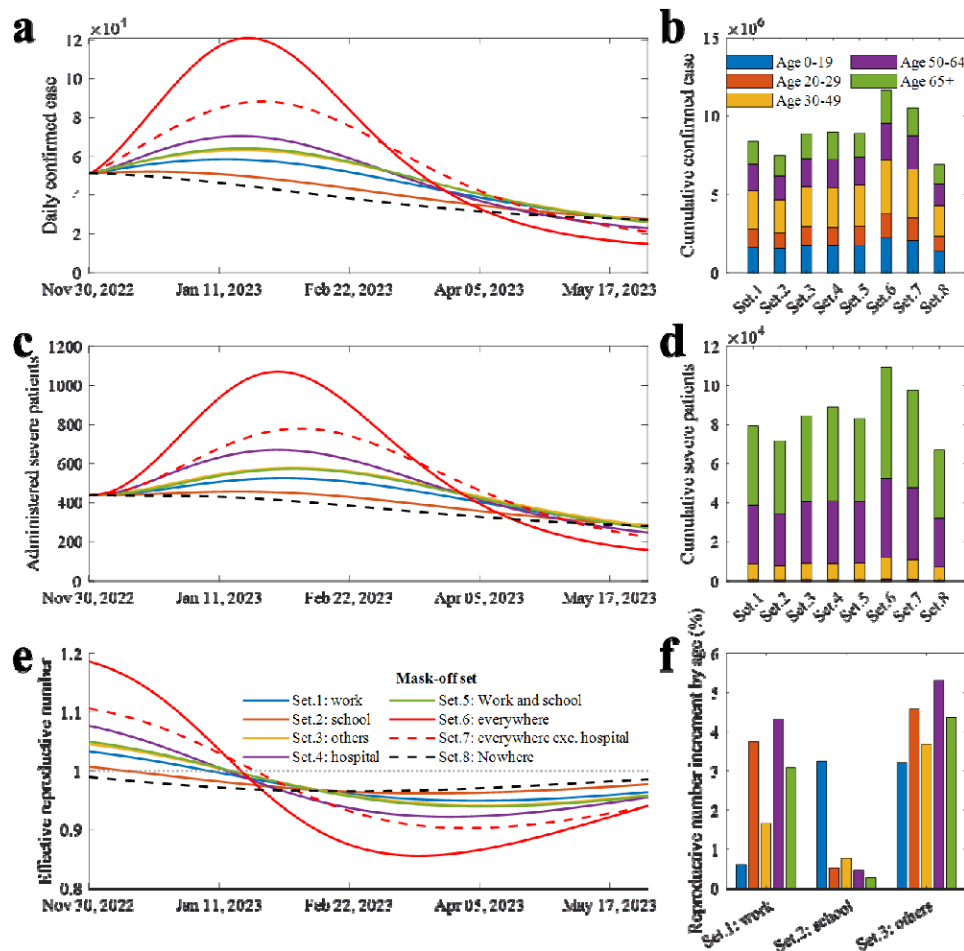 a
×10⁴
12
10
8
6
4
2
0
Daily confirmed case
Nov 30, 2022 Jan 11, 2023 Feb 22, 2023 Apr 05, 2023 May 17, 2023
b
×10⁶
15
10
5
0
Cumulative confirmed case
Age 0-19
Age 20-29
Age 30-49
Age 50-64
Age 65+
Set.1 Set.2 Set.3 Set.4 Set.5 Set.6 Set.7 Set.8
c
1200
1000
800
600
400
200
0
Administered severe patients
Nov 30, 2022 Jan 11, 2023 Feb 22, 2023 Apr 05, 2023 May 17, 2023
d
×10⁴
12
10
8
6
4
2
0
Cumulative severe patients
Set.1 Set.2 Set.3 Set.4 Set.5 Set.6 Set.7 Set.8
e
1.2
1.1
1
0.9
0.8
Effective reproductive number
Mask-off set
Set.1: work
Set.2: school
Set.3: others
Set.4: hospital
Set.5: Work and school
Set.6: everywhere
Set.7: everywhere exc. hospital
Set.8: Nowhere
Nov 30, 2022 Jan 11, 2023 Feb 22, 2023 Apr 05, 2023 May 17, 2023
f
6
5
4
3
2
1
0
Reproductive number increment by age (%)
Set.1: work Set.2: school Set.3: others